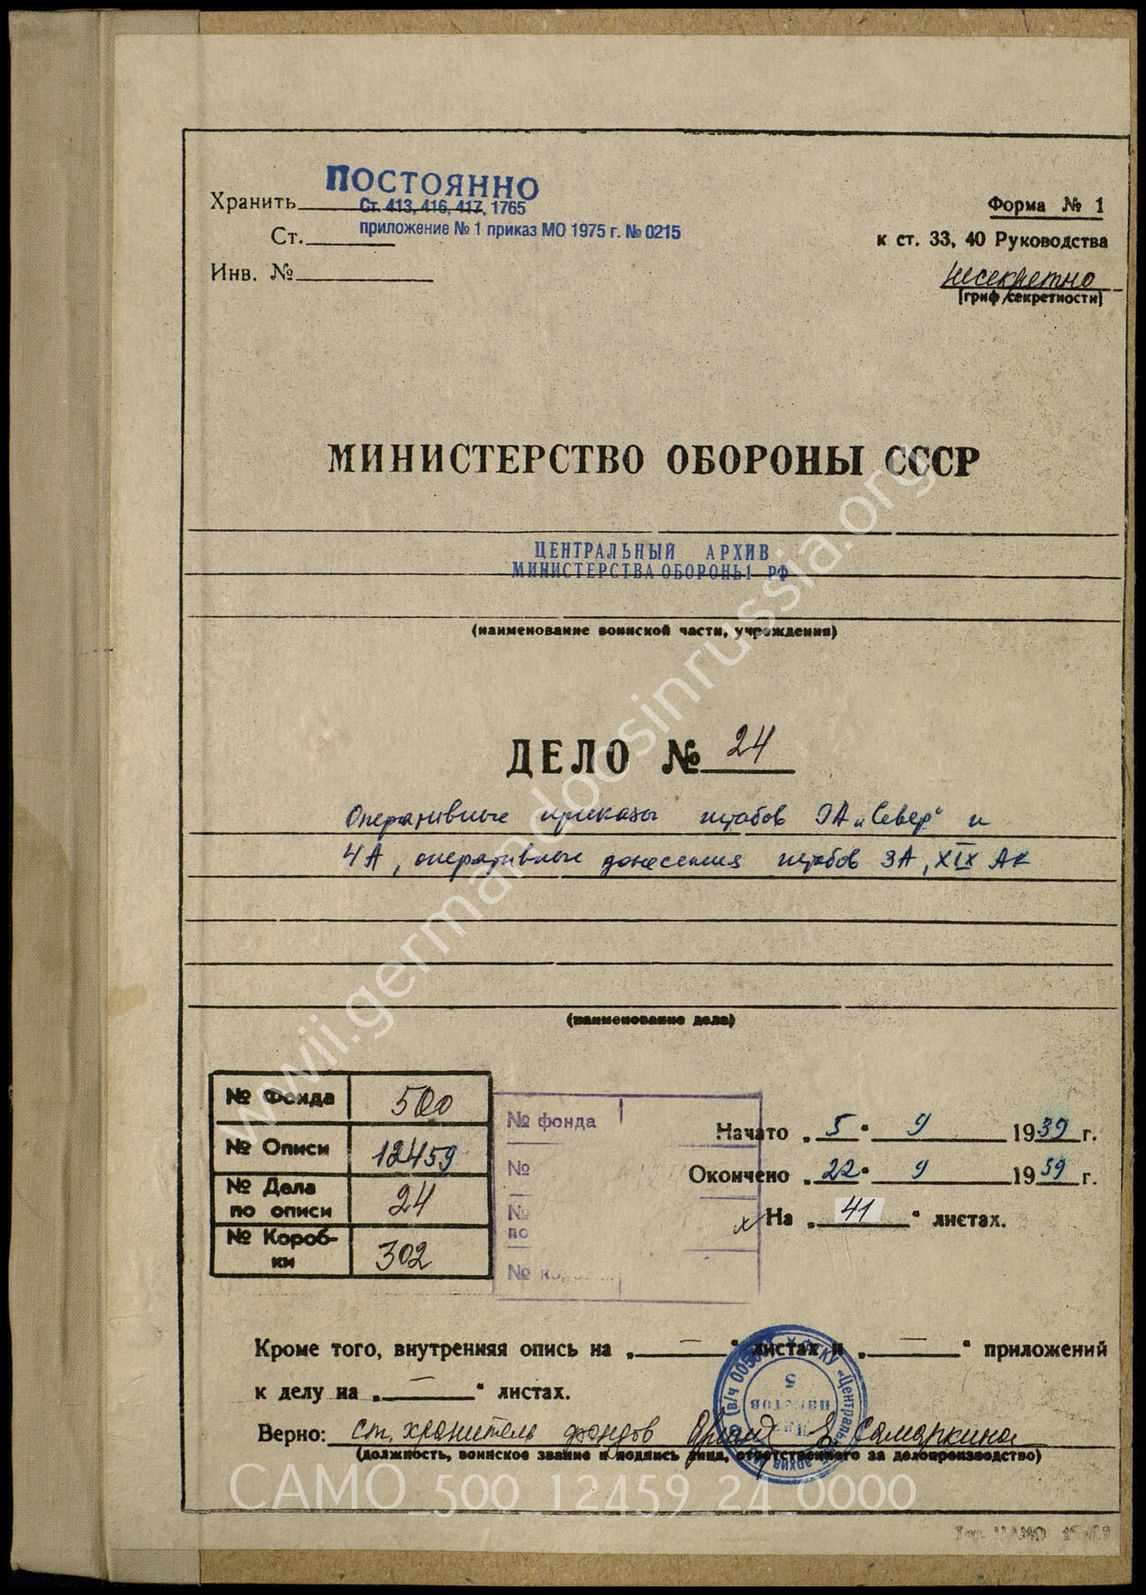 Хранить ПОСТОЯННО
Ст. 413, 416, 417, 1765
Ст. приложение № 1 приказ МО 1975 г. № 0215
Инв. №
Форма № 1
к ст. 33, 40 Руководства
несекретно
(гриф секретности)
МИНИСТЕРСТВО ОБОРОНЫ СССР
ЦЕНТРАЛЬНЫЙ АРХИВ
МИНИСТЕРСТВА ОБОРОНЫ РФ
(наименование воинской части, учреждения)
ДЕЛО № 24
Оперативные приказы штабов ГА „Север“ и
4А, оперативные донесения штабов 3А, XIX АК
(наименование дела)
№ Фонда 500
№ Описи 12459
№ Дела по описи 24
№ Коробки 302
№ фонда
№
№
по
№
Начато „5“ 9 1939 г.
Окончено „22“ 9 1939 г.
На „41“ листах.
Кроме того, внутренняя опись на „—“ листах и „—“ приложений
к делу на „—“ листах.
Верно: ст. хранитель фондов Е Самаркина
(должность, воинское звание и подпись лица, ответственного за делопроизводство)
www.germandocsinrussia.org
CAMO_500_12459_24_0000